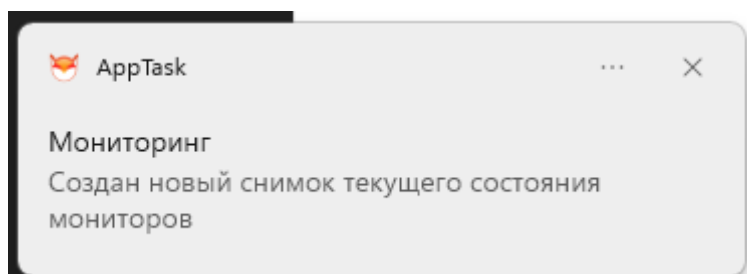 AppTask
Мониторинг
Создан новый снимок текущего состояния
мониторов